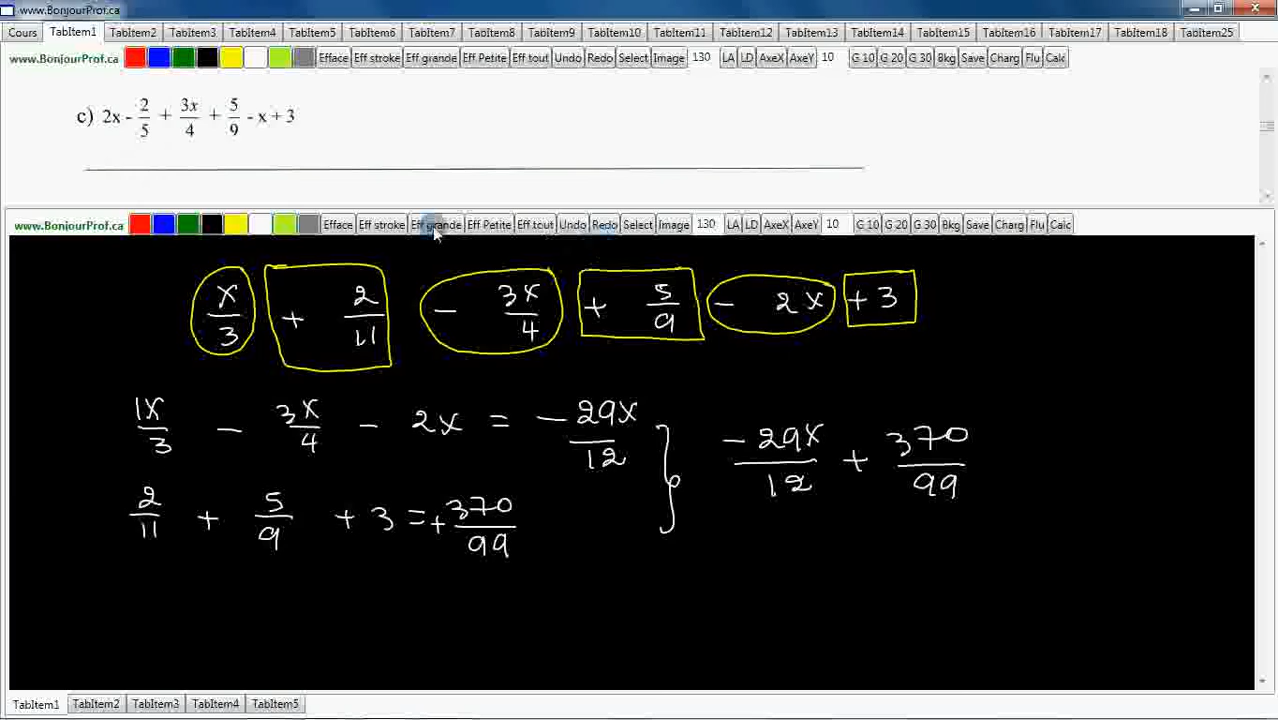 www.BonjourProf.ca
Cours TabItem1 TabItem2 TabItem3 TabItem4 TabItem5 TabItem6 TabItem7 TabItem8 TabItem9 TabItem10 TabItem11 TabItem12 TabItem13 TabItem14 TabItem15 TabItem16 TabItem17 TabItem18 TabItem25
www.BonjourProf.ca Efface Eff stroke Eff grande Eff Petite Eff tout Undo Redo Select Image 130 LA LD AxeX AxeY 10 G 10 G 20 G 30 Bkg Save Charg Flu Calc
c) 2x - 2/5 + 3x/4 + 5/9 - x + 3
www.BonjourProf.ca Efface Eff stroke Eff grande Eff Petite Eff tout Undo Redo Select Image 130 LA LD AxeX AxeY 10 G 10 G 20 G 30 Bkg Save Charg Flu Calc
x/3 + 2/11 - 3x/4 + 5/9 - 2x + 3
1x/3 - 3x/4 - 2x = -29x/12 } -29x/12 + 370/99
2/11 + 5/9 + 3 = +370/99
TabItem1 TabItem2 TabItem3 TabItem4 TabItem5